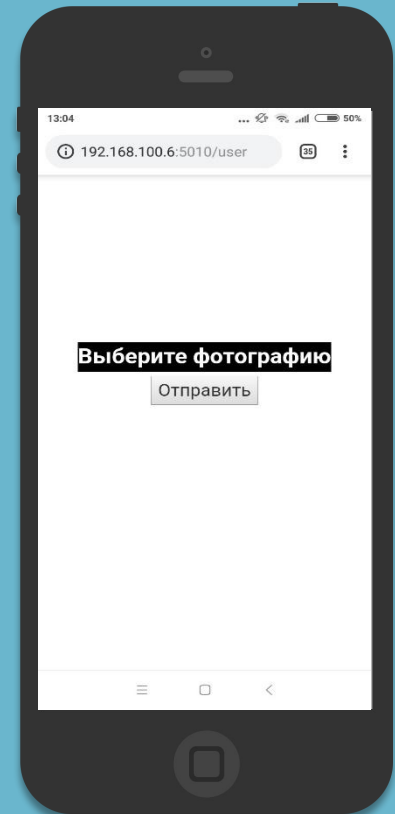 13:04
... 50%
192.168.100.6:5010/user
35
Выберите фотографию
Отправить